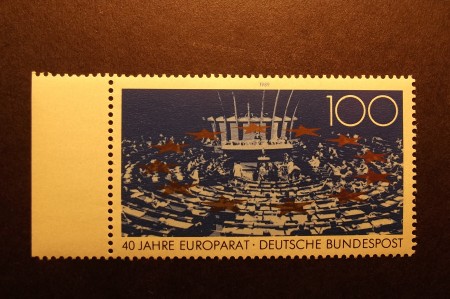 100
40 JAHRE EUROPARAT · DEUTSCHE BUNDESPOST